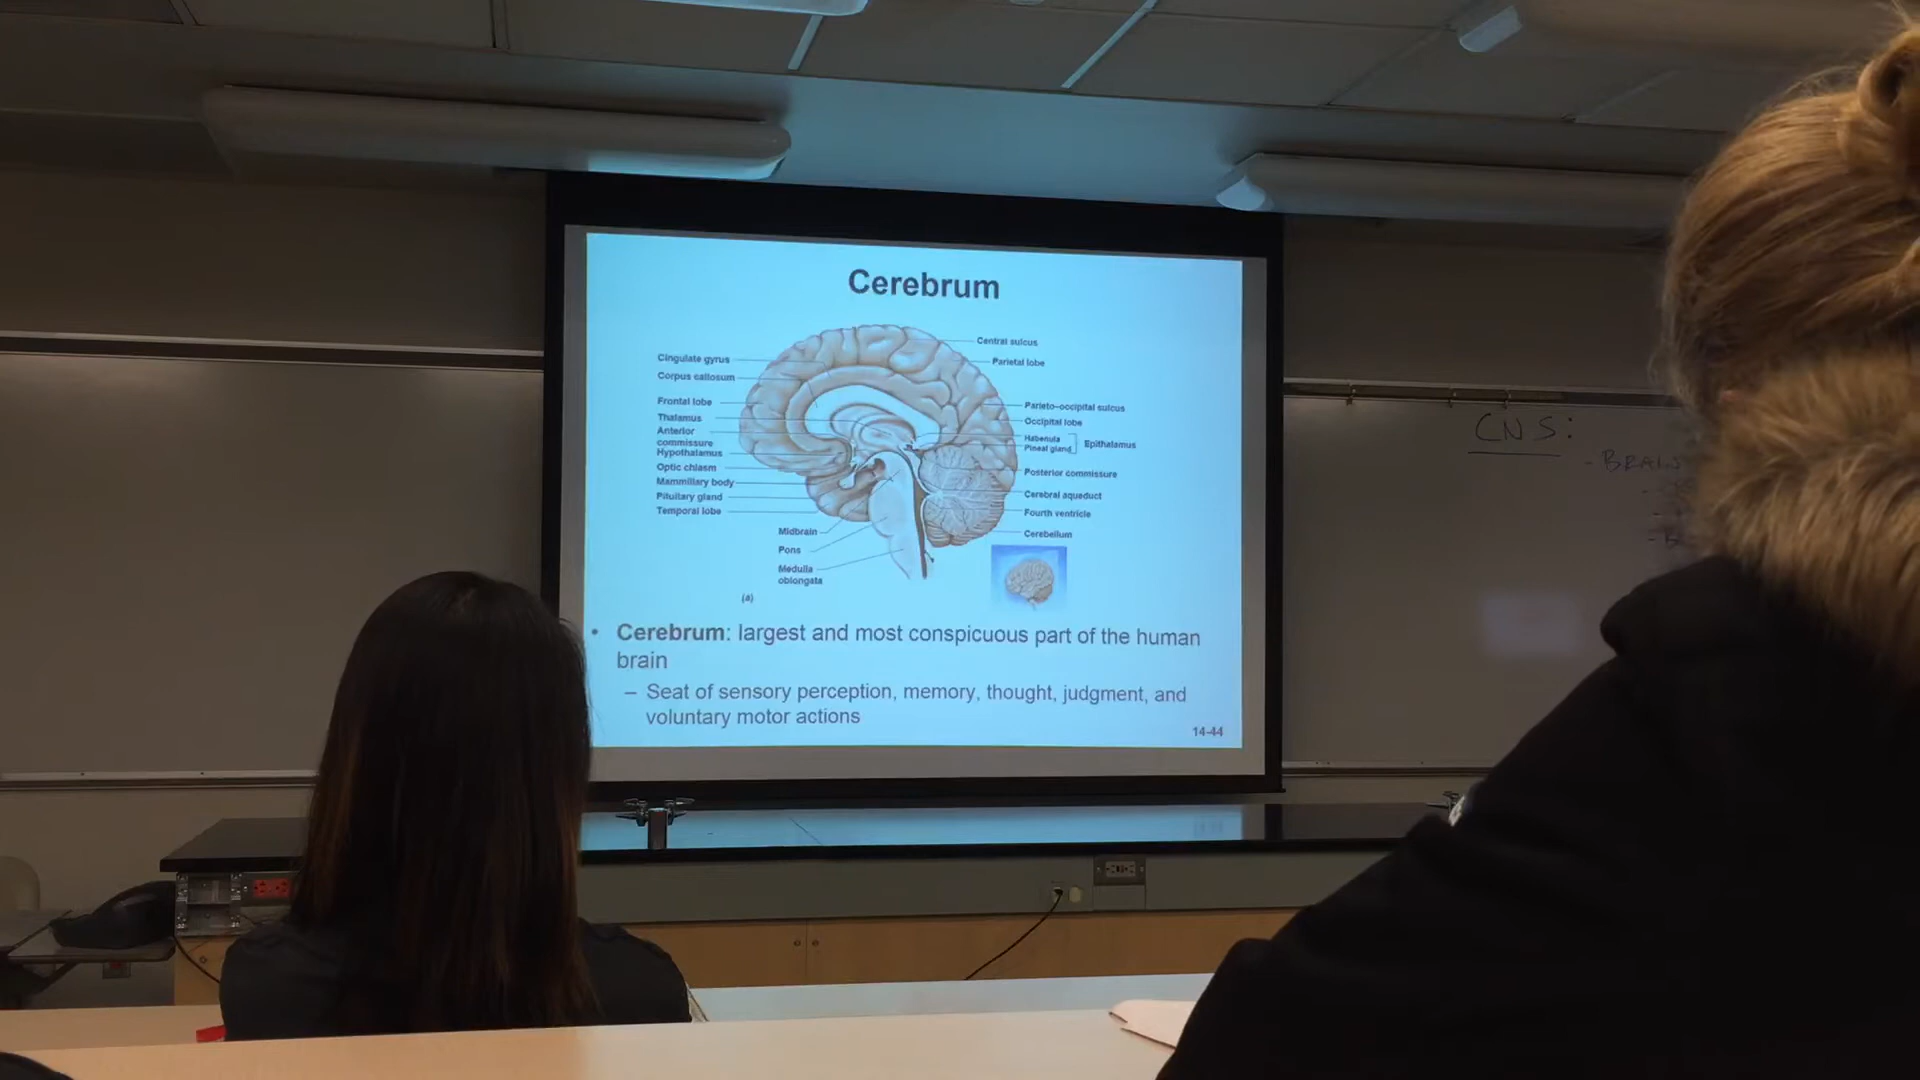 Cerebrum
Cingulate gyrus
Corpus callosum
Frontal lobe
Thalamus
Anterior
commissure
Hypothalamus
Optic chiasm
Mammillary body
Pituitary gland
Temporal lobe
Midbrain
Pons
Medulla
oblongata
(a)
Central sulcus
Parietal lobe
Parieto–occipital sulcus
Occipital lobe
Habenula
Pineal gland
Epithalamus
Posterior commissure
Cerebral aqueduct
Fourth ventricle
Cerebellum
• Cerebrum: largest and most conspicuous part of the human
brain
– Seat of sensory perception, memory, thought, judgment, and
voluntary motor actions
14-44
CNS: